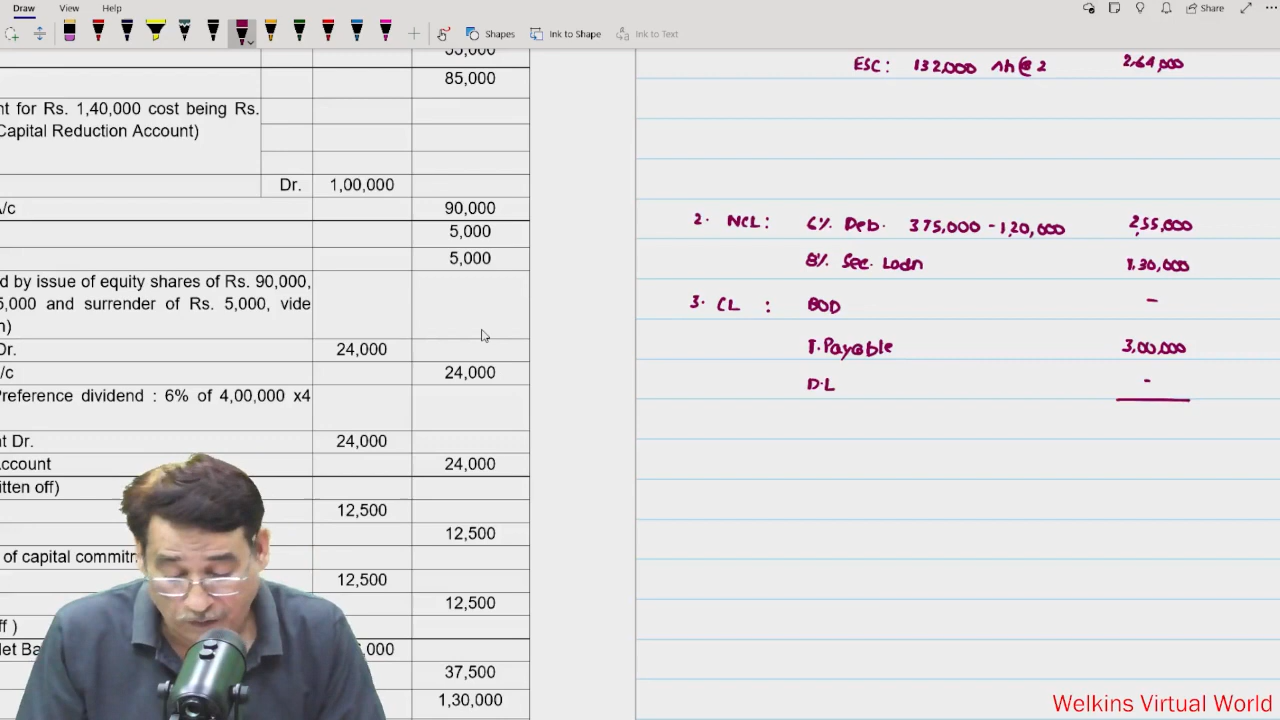 Draw View Help Share
Shapes Ink to Shape Ink to Text
85,000
nt for Rs. 1,40,000 cost being Rs.
Capital Reduction Account)
Dr. 1,00,000
A/c 90,000
5,000
5,000
ed by issue of equity shares of Rs. 90,000,
5,000 and surrender of Rs. 5,000, vide
n)
Dr. 24,000
/c 24,000
Preference dividend : 6% of 4,00,000 x4
nt Dr. 24,000
Account 24,000
itten off)
12,500
12,500
of capital commitr
12,500
12,500
ff )
let Ba ,000
37,500
1,30,000
ESC: 132,000 sh@2 2,64,000
2. NCL: 6% Deb. 375,000 - 1,20,000 2,55,000
8% Sec. Loan 1,30,000
3. CL : BOD -
T.Payable 3,00,000
D.L -
Welkins Virtual World